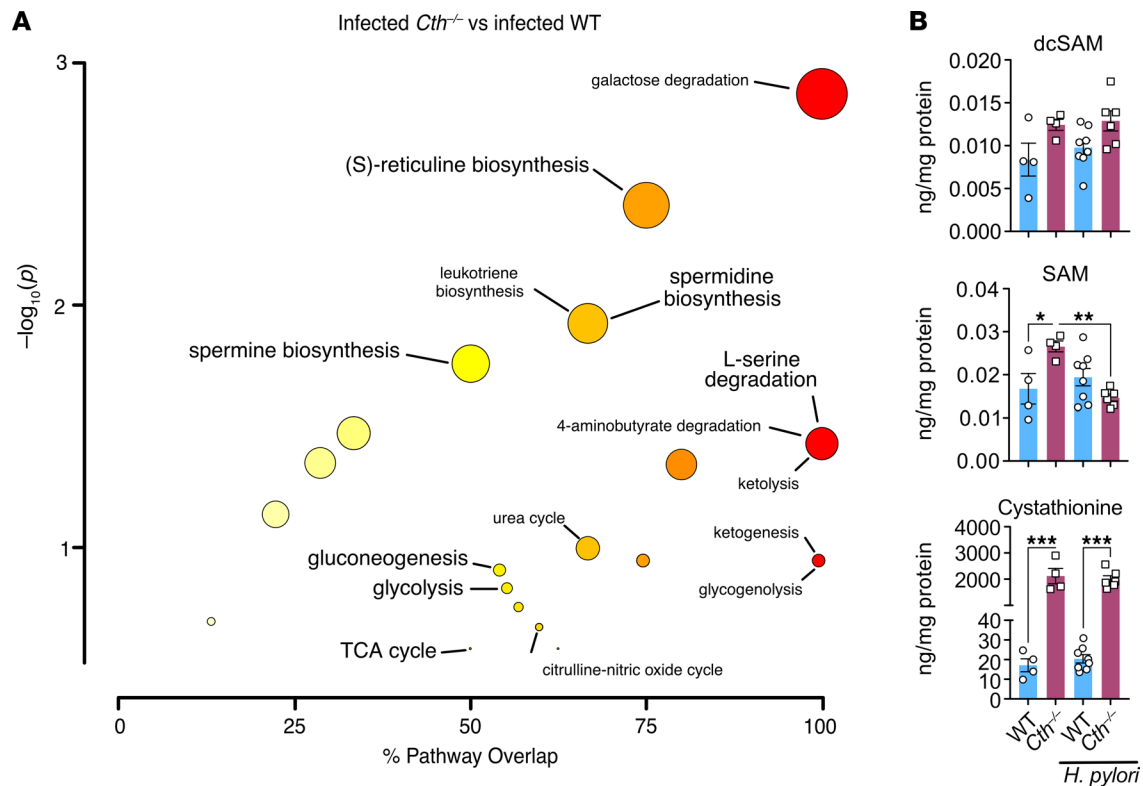 A
Infected Cth–/– vs infected WT
–log10(p)
3
2
1
galactose degradation
(S)-reticuline biosynthesis
leukotriene
biosynthesis
spermidine
biosynthesis
spermine biosynthesis
L-serine
degradation
4-aminobutyrate degradation
ketolysis
urea cycle
ketogenesis
gluconeogenesis
glycolysis
glycogenolysis
TCA cycle
citrulline-nitric oxide cycle
0 25 50 75 100
% Pathway Overlap
B
dcSAM
ng/mg protein
0.020
0.015
0.010
0.005
0.000
SAM
ng/mg protein
0.04
0.03
0.02
0.01
0.00
* **
Cystathionine
ng/mg protein
4000
3000
2000
40
30
20
10
0
*** ***
WT Cth–/– WT Cth–/–
H. pylori